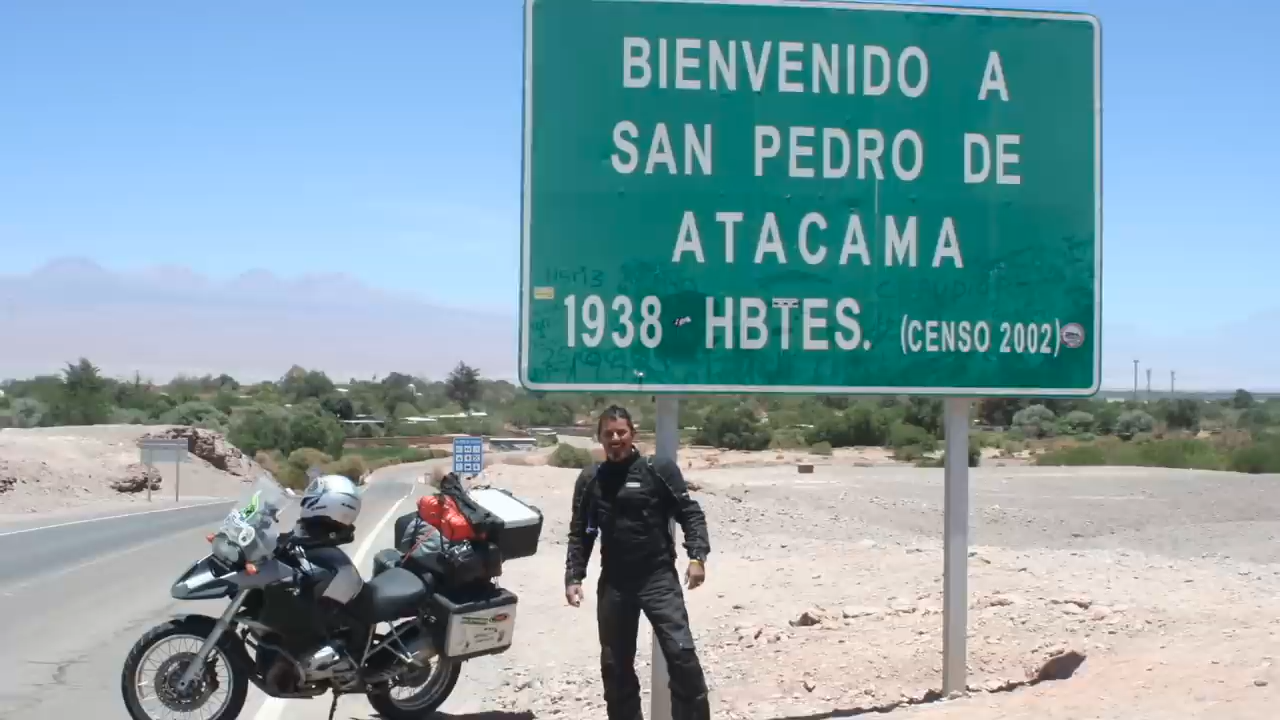 BIENVENIDO A
SAN PEDRO DE
ATACAMA
1938 HBTES. (CENSO 2002)